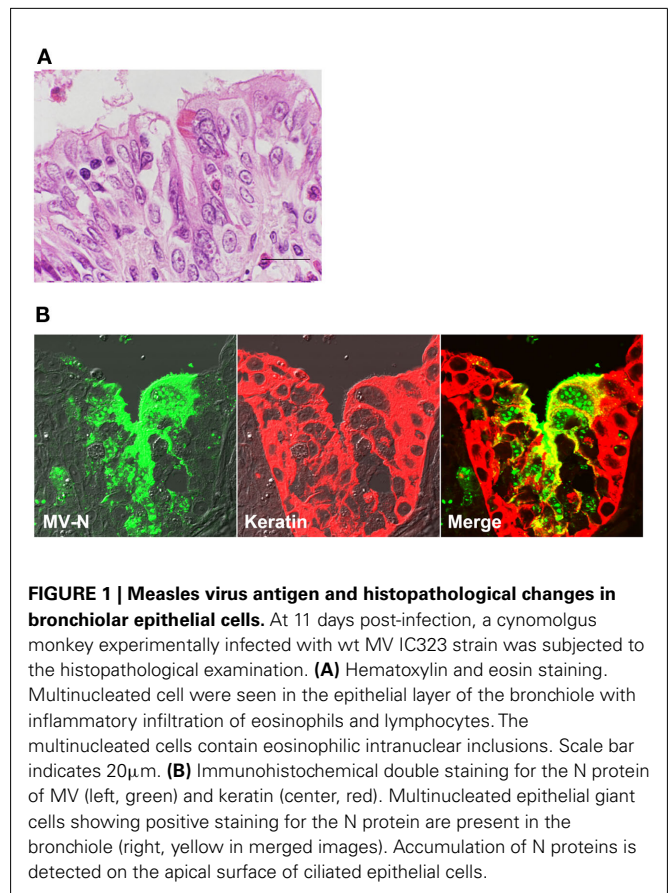 A
B
MV-N
Keratin
Merge
FIGURE 1 | Measles virus antigen and histopathological changes in
bronchiolar epithelial cells. At 11 days post-infection, a cynomolgus
monkey experimentally infected with wt MV IC323 strain was subjected to
the histopathological examination. (A) Hematoxylin and eosin staining.
Multinucleated cell were seen in the epithelial layer of the bronchiole with
inflammatory infiltration of eosinophils and lymphocytes. The
multinucleated cells contain eosinophilic intranuclear inclusions. Scale bar
indicates 20μm. (B) Immunohistochemical double staining for the N protein
of MV (left, green) and keratin (center, red). Multinucleated epithelial giant
cells showing positive staining for the N protein are present in the
bronchiole (right, yellow in merged images). Accumulation of N proteins is
detected on the apical surface of ciliated epithelial cells.